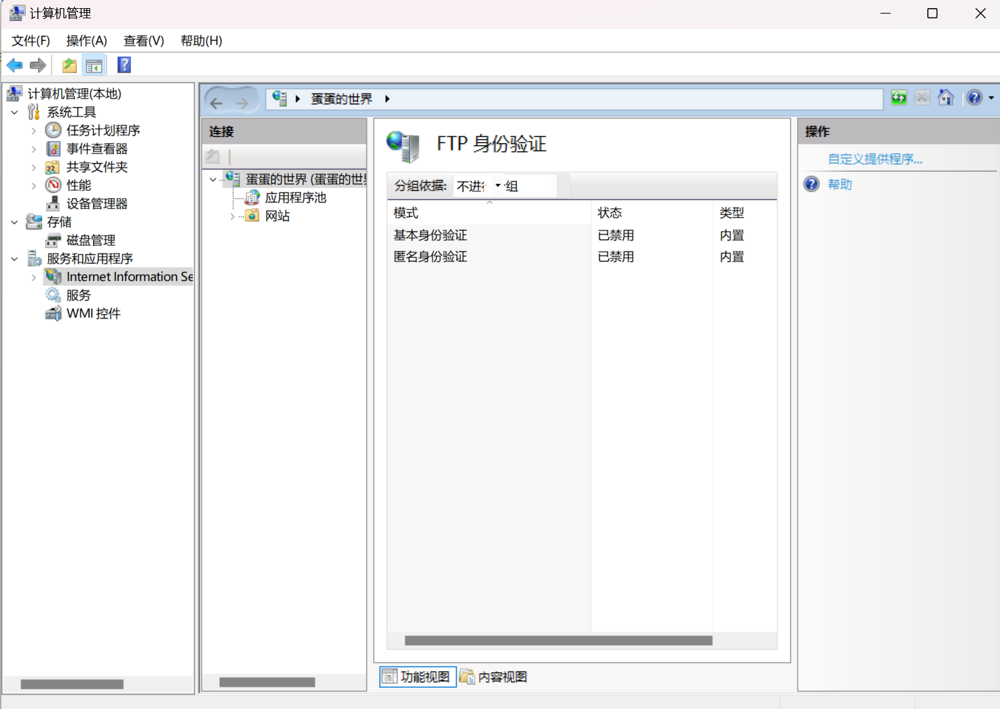 计算机管理
文件(F) 操作(A) 查看(V) 帮助(H)
计算机管理(本地)
系统工具
任务计划程序
事件查看器
共享文件夹
性能
设备管理器
存储
磁盘管理
服务和应用程序
Internet Information Se
服务
WMI 控件
蛋蛋的世界
连接
蛋蛋的世界 (蛋蛋的世
应用程序池
网站
FTP 身份验证
分组依据: 不进 组
模式 状态 类型
基本身份验证 已禁用 内置
匿名身份验证 已禁用 内置
功能视图 内容视图
操作
自定义提供程序...
帮助